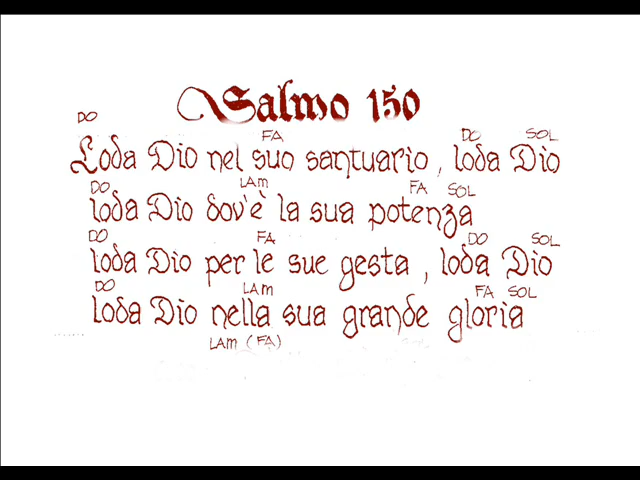 Salmo 150
DO
FA DO SOL
Loda Dio nel suo santuario, loda Dio
DO LAm FA SOL
loda Dio dov'è la sua potenza
DO FA DO SOL
loda Dio per le sue gesta, loda Dio
DO LAM FA SOL
loda Dio nella sua grande gloria
LAM (FA)